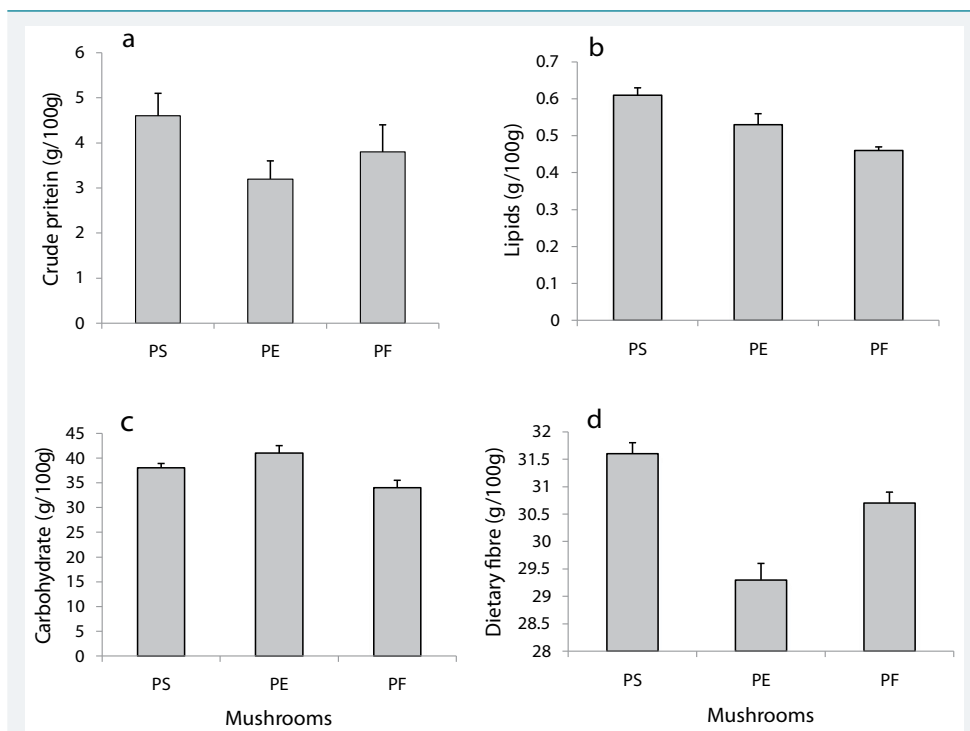 a
Crude pritein (g/100g)
6
5
4
3
2
1
0
PS PE PF
b
Lipids (g/100g)
0.7
0.6
0.5
0.4
0.3
0.2
0.1
0
PS PE PF
c
Carbohydrate (g/100g)
45
40
35
30
25
20
15
10
5
0
PS PE PF
Mushrooms
d
Dietary fibre (g/100g)
32
31.5
31
30.5
30
29.5
29
28.5
28
PS PE PF
Mushrooms